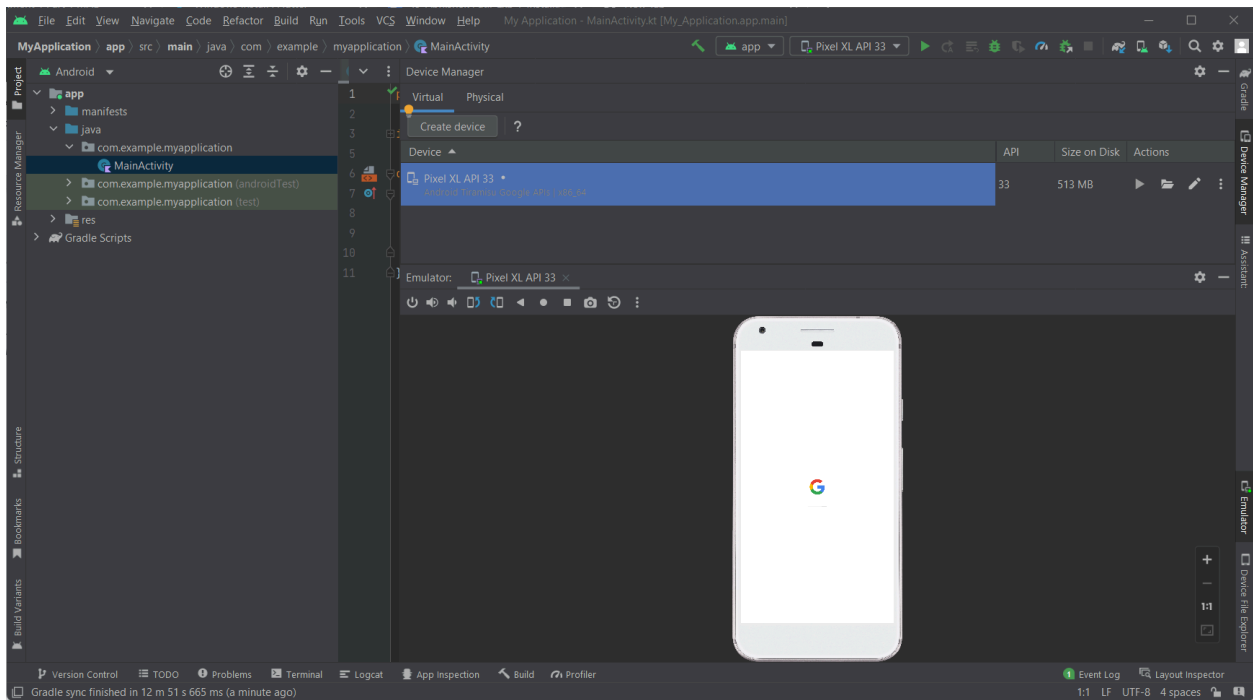 File Edit View Navigate Code Refactor Build Run Tools VCS Window Help My Application - MainActivity.kt [My_Application.app.main]
MyApplication app src main java com example myapplication MainActivity app Pixel XL API 33
Project
Resource Manager
Structure
Bookmarks
Build Variants
Android
app
manifests
java
com.example.myapplication
MainActivity
com.example.myapplication (androidTest)
com.example.myapplication (test)
res
Gradle Scripts
1
2
3
5
6
7
8
9
10
11
Device Manager
Virtual Physical
Create device ?
Device API Size on Disk Actions
Pixel XL API 33 33 513 MB
Android Tiramisu Google APIs | x86_64
Emulator: Pixel XL API 33
G
+
1:1
Gradle
Device Manager
Assistant:
Emulator
Device File Explorer
Version Control TODO Problems Terminal Logcat App Inspection Build Profiler 1 Event Log Layout Inspector
Gradle sync finished in 12 m 51 s 665 ms (a minute ago) 1:1 LF UTF-8 4 spaces